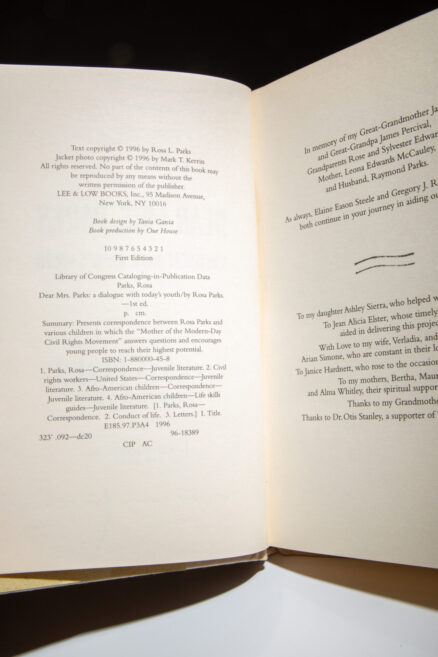 Text copyright © 1996 by Rosa L. Parks
Jacket photo copyright © 1996 by Mark T. Kerrin
All rights reserved. No part of the contents of this book may
be reproduced by any means without the
written permission of the publisher.
LEE & LOW BOOKS, Inc., 95 Madison Avenue,
New York, NY 10016
Book design by Tania Garcia
Book production by Our House
10 9 8 7 6 5 4 3 2 1
First Edition
Library of Congress Cataloging-in-Publication Data
Parks, Rosa
Dear Mrs. Parks: a dialogue with today's youth/by Rosa Parks.
—1st ed.
p. cm.
Summary: Presents correspondence between Rosa Parks and
various children in which the "Mother of the Modern-Day
Civil Rights Movement" answers questions and encourages
young people to reach their highest potential.
ISBN: 1-880000-45-8
1. Parks, Rosa—Correspondence—Juvenile literature. 2. Civil
rights workers—United States—Correspondence—Juvenile
literature. 3. Afro-American children—Correspondence—
Juvenile literature. 4. Afro-American children—Life skills
guides—Juvenile literature. [1. Parks, Rosa—
Correspondence. 2. Conduct of life. 3. Letters.] I. Title.
E185.97.P3A4 1996
323' .092—dc20 96-18389
CIP AC
In memory of my Great-Grandmother Ja
and Great-Grandpa James Percival,
Grandparents Rose and Sylvester Edwar
Mother, Leona Edwards McCauley,
and Husband, Raymond Parks.
As always, Elaine Eason Steele and Gregory J. R
both continue your journey in aiding ou
To my daughter Ashley Sierra, who helped w
To Jean Alicia Elster, whose timely
aided in delivering this projec
With Love to my wife, Verladia, and
Arian Simone, who are constant in their lo
To Janice Hardnett, who rose to the occasion
To my mothers, Bertha, Maur
and Alma Whitley, their spiritual suppor
Thanks to my Grandmothe
Thanks to Dr. Otis Stanley, a supporter of